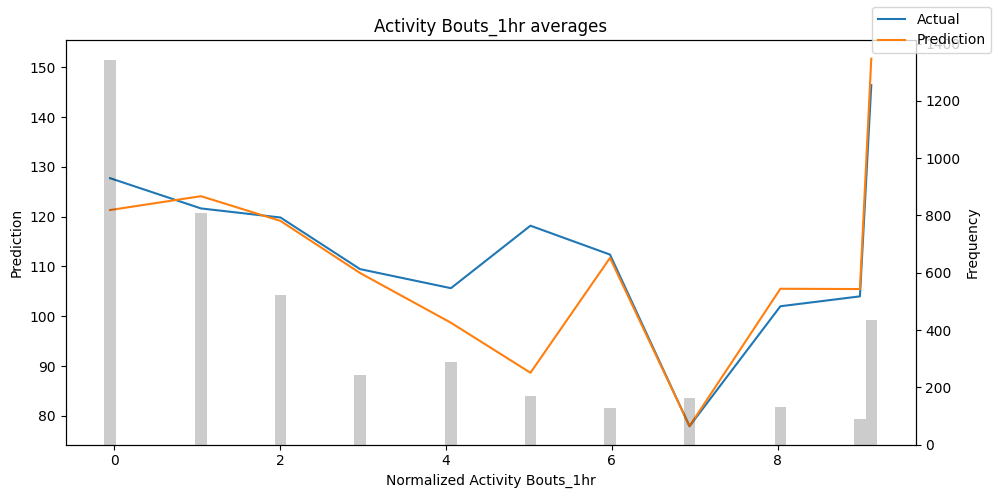 Activity Bouts_1hr averages
Actual
Prediction
150
140
130
120
110
100
90
80
Prediction
1400
1200
1000
800
600
400
200
0
Frequency
0 2 4 6 8
Normalized Activity Bouts_1hr